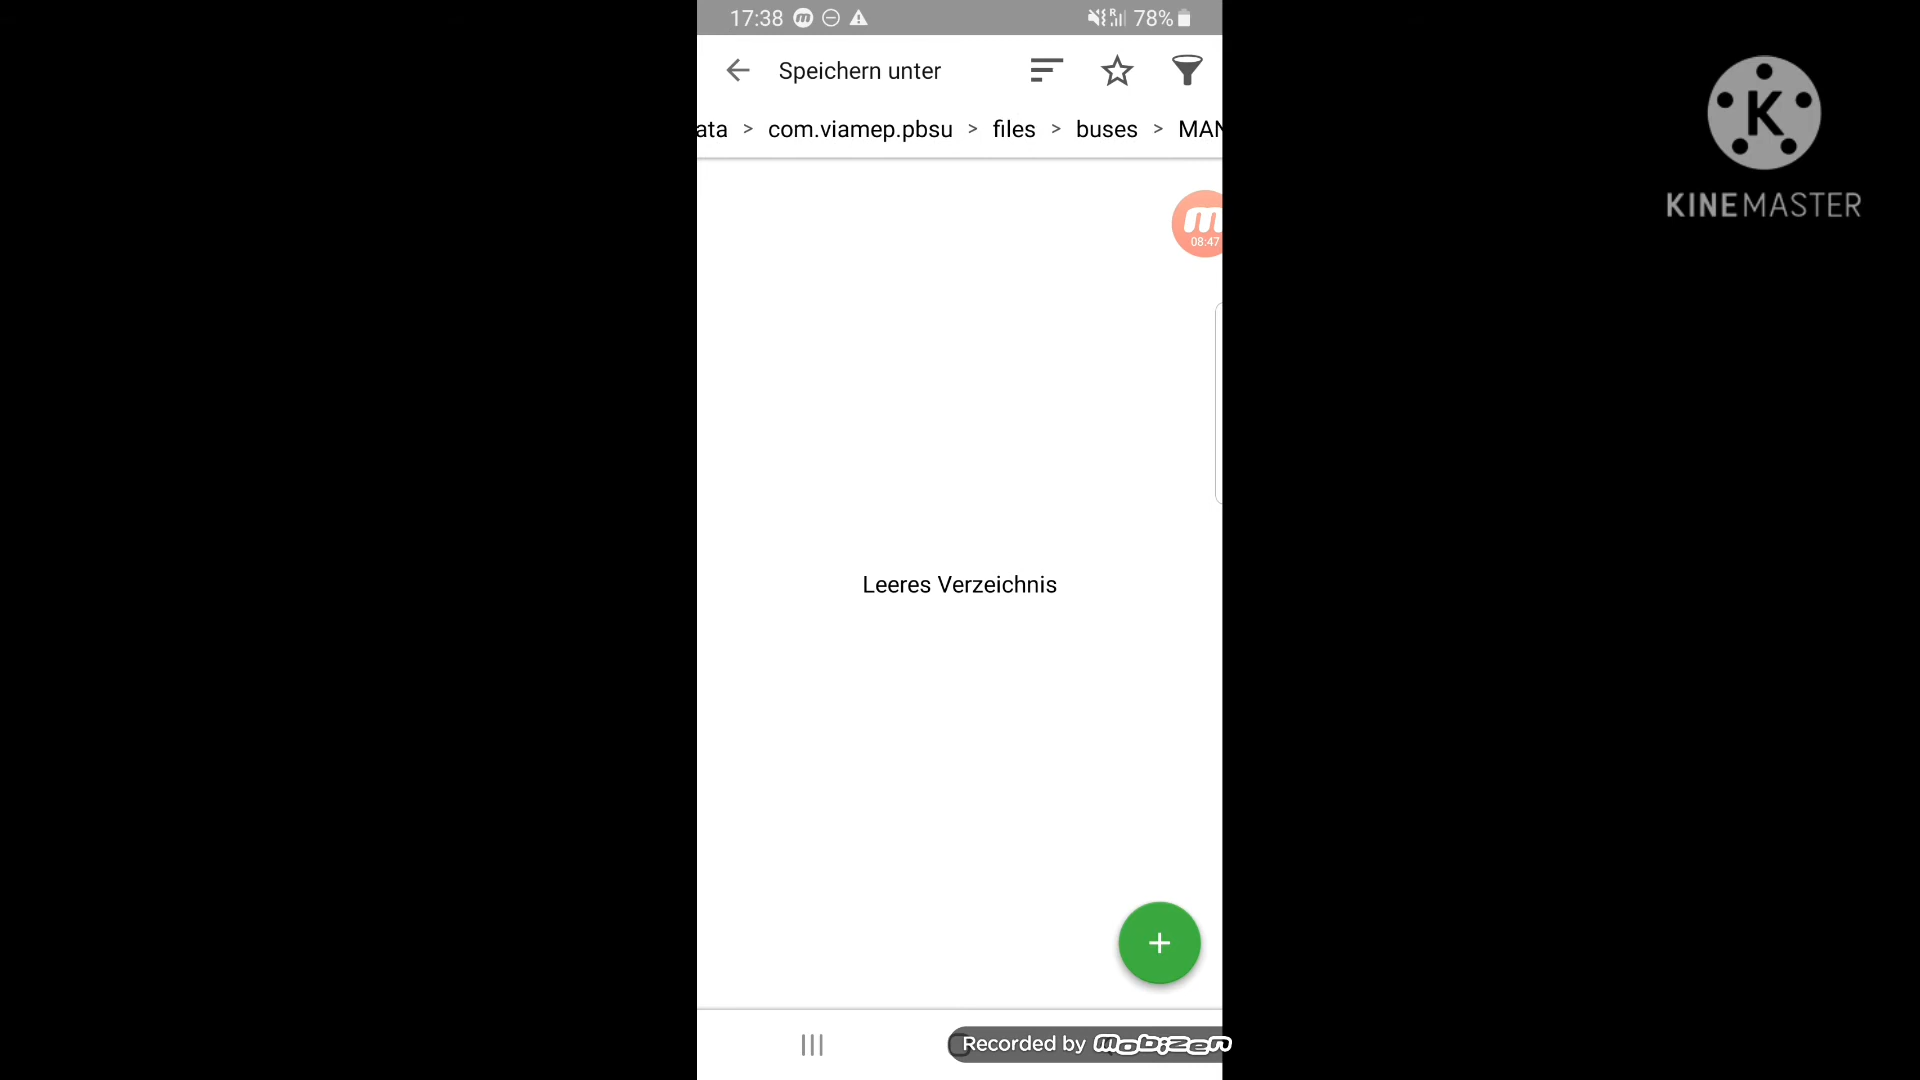 17:38 78%
Speichern unter
ata > com.viamep.pbsu > files > buses > MAN
08:47
Leeres Verzeichnis
Recorded by mobizen
K
KINEMASTER